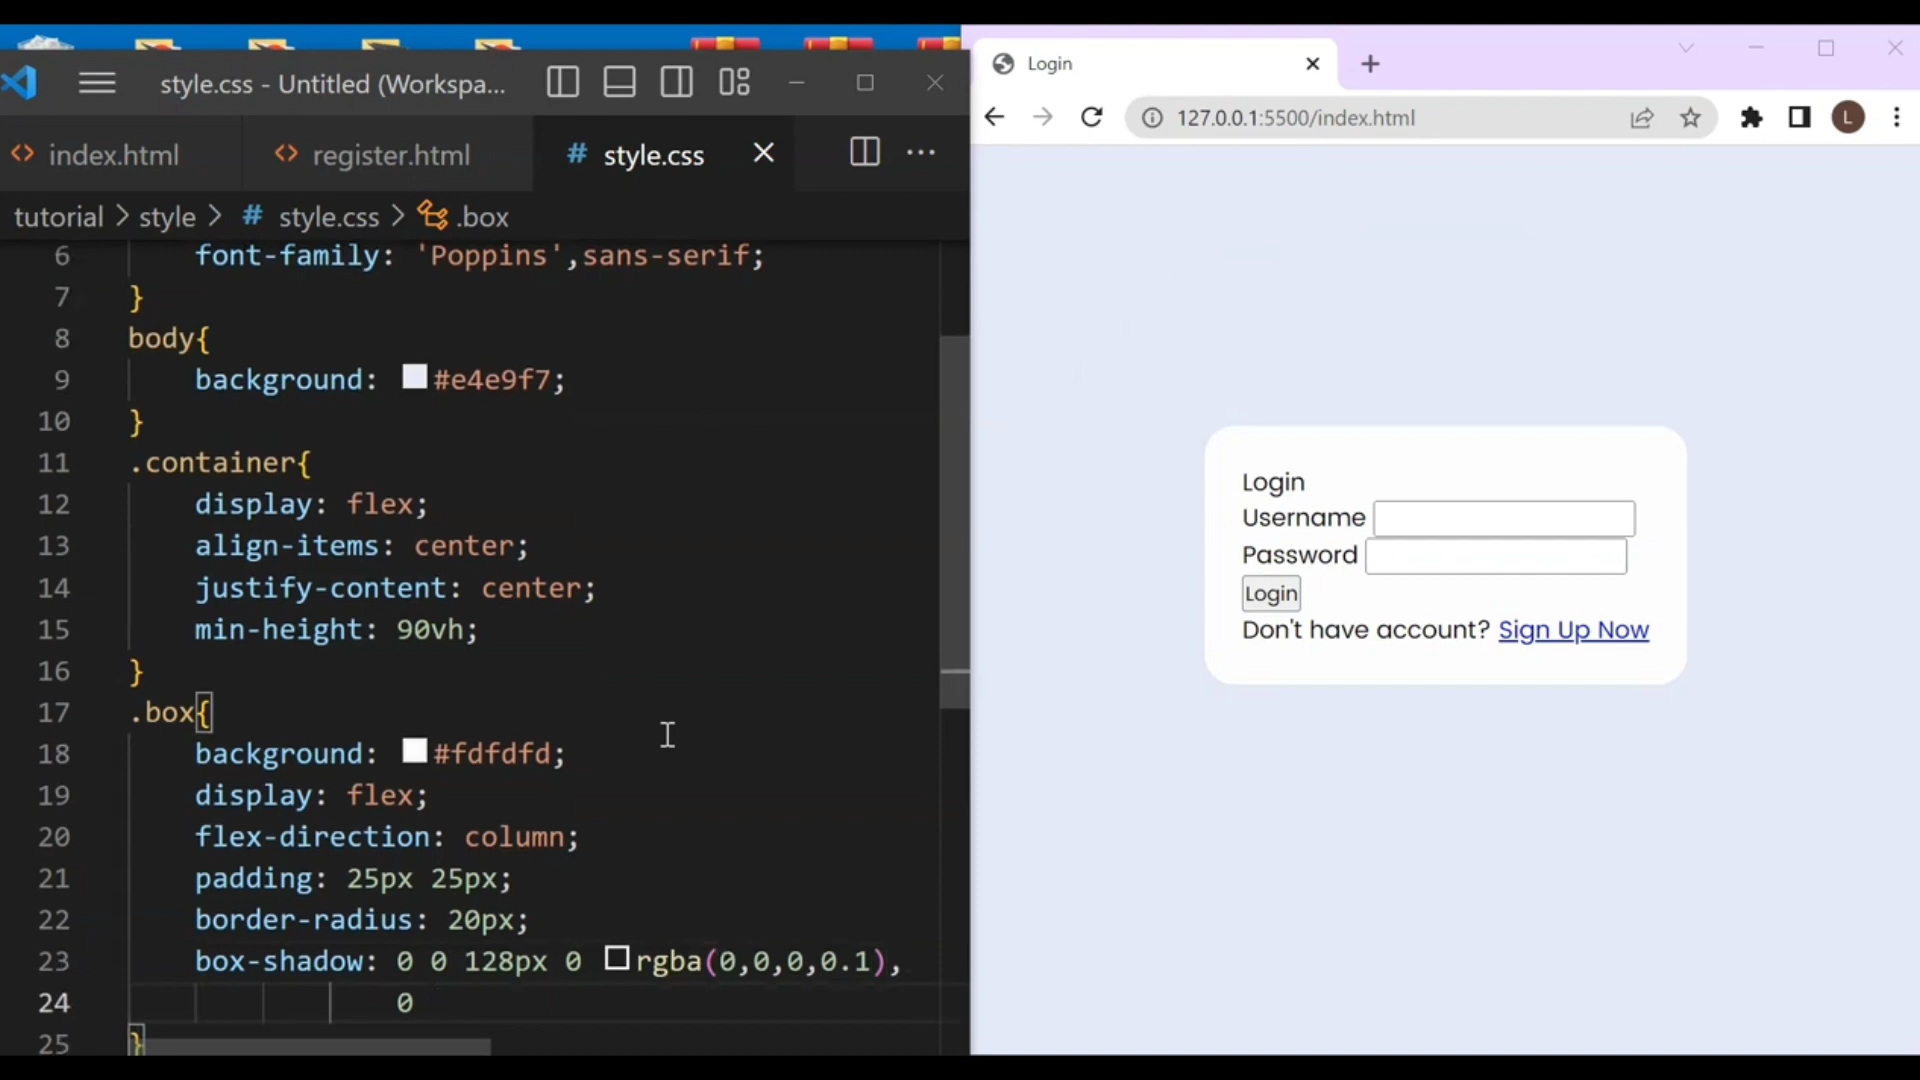 style.css - Untitled (Workspa...
index.html
register.html
# style.css
tutorial > style > # style.css > .box
6 font-family: 'Poppins',sans-serif;
7 }
8 body{
9 background: #e4e9f7;
10 }
11 .container{
12 display: flex;
13 align-items: center;
14 justify-content: center;
15 min-height: 90vh;
16 }
17 .box{
18 background: #fdfdfd;
19 display: flex;
20 flex-direction: column;
21 padding: 25px 25px;
22 border-radius: 20px;
23 box-shadow: 0 0 128px 0 rgba(0,0,0,0.1),
24 0
25 }
Login
127.0.0.1:5500/index.html
L
Login
Username
Password
Login
Don't have account? Sign Up Now